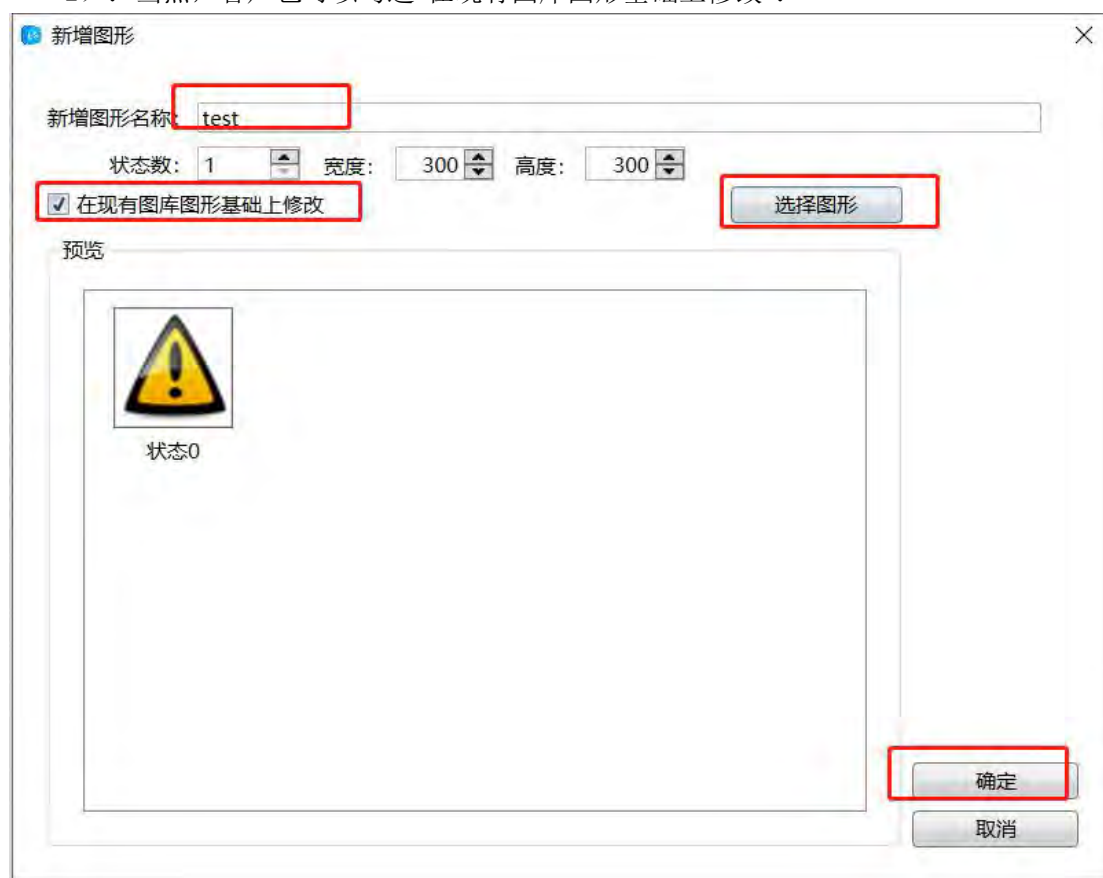 新增图形
新增图形名称: test
状态数: 1 宽度: 300 高度: 300
在现有图库图形基础上修改 选择图形
预览
状态0
确定
取消